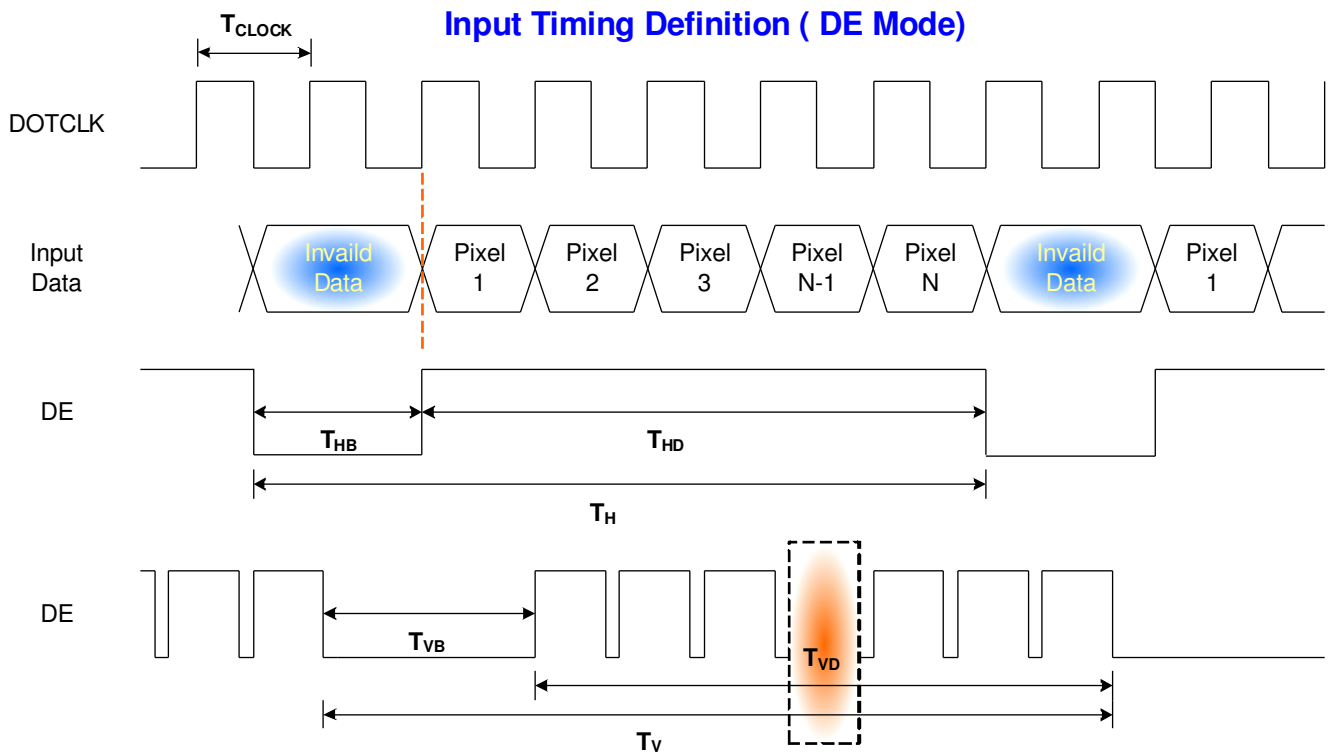 Input Timing Definition ( DE Mode)
TCLOCK
DOTCLK
Input
Data
Invaild
Data
Pixel
1
Pixel
2
Pixel
3
Pixel
N-1
Pixel
N
Invaild
Data
Pixel
1
DE
THB
THD
TH
DE
TVB
TVD
TV